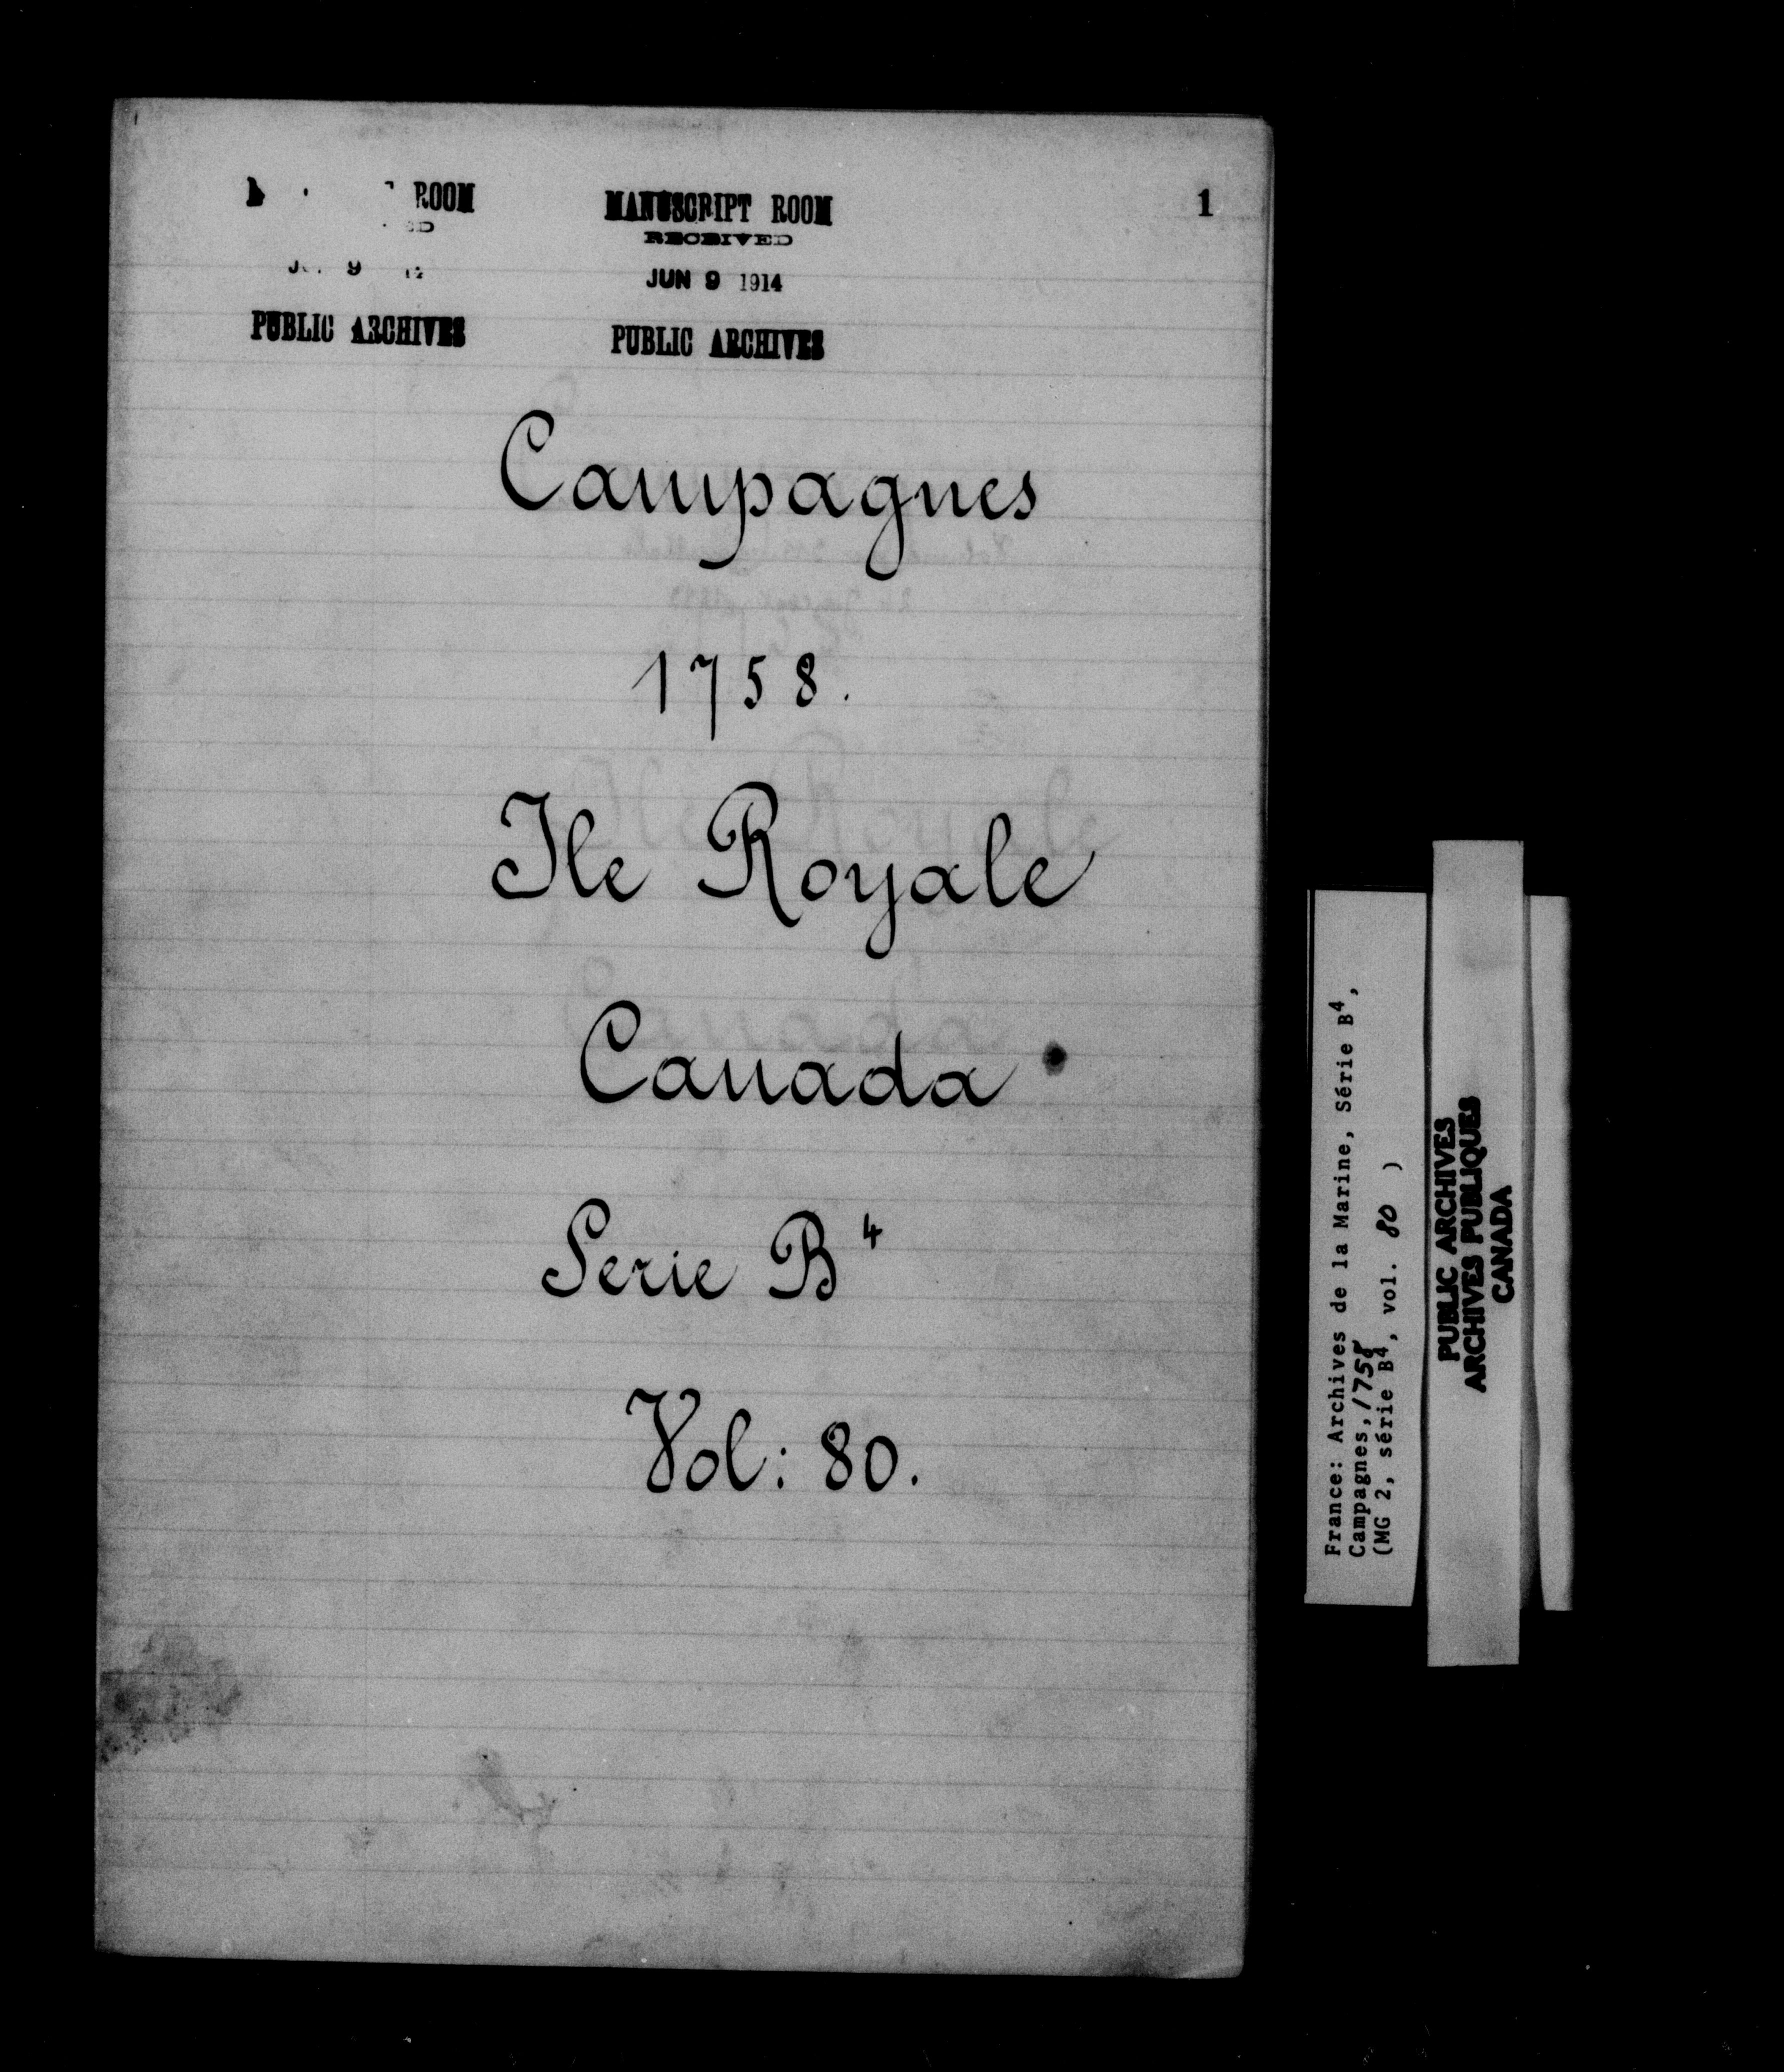 ROOM
MANUSCRIPT ROOM
RECEIVED
JUN 9 1914
PUBLIC ARCHIVES
PUBLIC ARCHIVES
1
Campagnes
1758.
Ile Royale
Canada
Serie B⁴
Vol: 80.
France: Archives de la Marine, Série B⁴,
Campagnes, 1758
(MG 2, série B⁴, vol. 80 )
PUBLIC ARCHIVES
ARCHIVES PUBLIQUES
CANADA